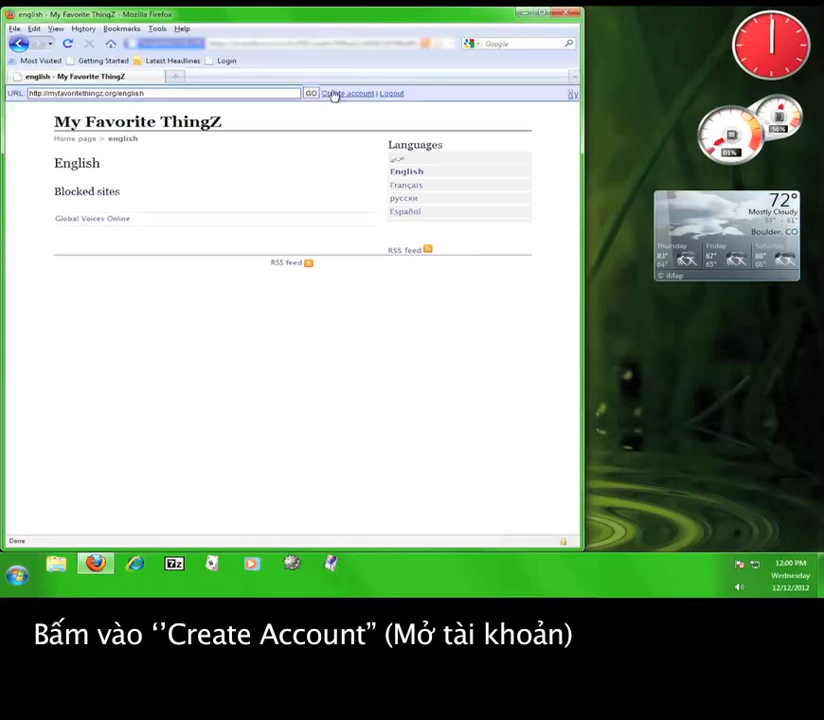 english - My Favorite ThingZ - Mozilla Firefox
File Edit View History Bookmarks Tools Help
Google
Most Visited Getting Started Latest Headlines Login
english - My Favorite ThingZ
URL: http://myfavoritethingz.org/english GO Create account | Logout
My Favorite ThingZ
Home page > english
English
Blocked sites
Global Voices Online
RSS feed
Languages
عربي
English
Français
русский
Español
RSS feed
Done
72°
Mostly Cloudy
Boulder, CO
Thursday Friday Saturday
© iMap
12:00 PM
Wednesday
12/12/2012
Bấm vào ‘’Create Account” (Mở tài khoản)